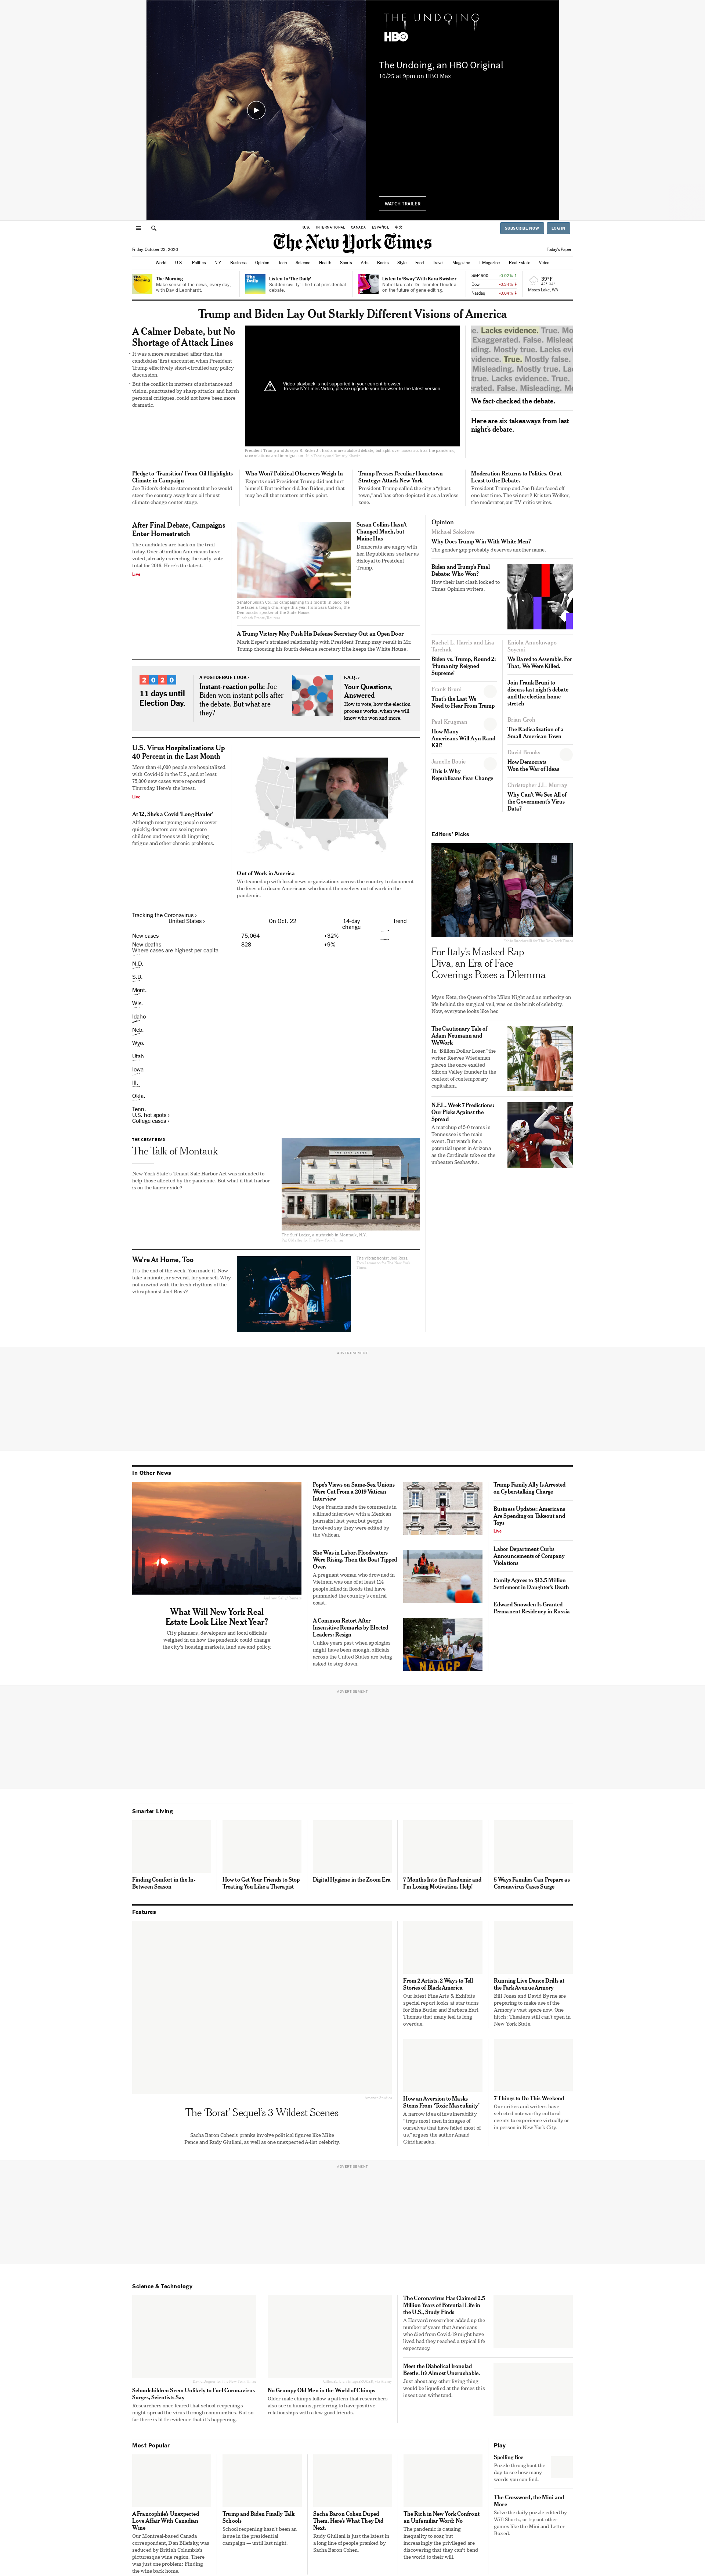 THE UNDOING
HBO
The Undoing, an HBO Original
10/25 at 9pm on HBO Max
WATCH TRAILER
U.S. INTERNATIONAL CANADA ESPAÑOL 中文
SUBSCRIBE NOW LOG IN
The New York Times
Friday, October 23, 2020
Today's Paper
World U.S. Politics N.Y. Business Opinion Tech Science Health Sports Arts Books Style Food Travel Magazine T Magazine Real Estate Video
The Morning
Make sense of the news, every day, with David Leonhardt.
Listen to 'The Daily'
Sudden civility: The final presidential debate.
Listen to 'Sway' With Kara Swisher
Nobel laureate Dr. Jennifer Doudna on the future of gene editing.
S&P 500
Dow
Nasdaq
39°F
Moses Lake, WA
Trump and Biden Lay Out Starkly Different Visions of America
A Calmer Debate, but No
Shortage of Attack Lines
It was a more restrained affair than the
candidates' first encounter, when President
Trump effectively short-circuited any policy
discussion.
But the conflict in matters of substance and
vision, punctuated by sharp attacks and harsh
personal critiques, could not have been more
dramatic.
Video playback is not supported in your current browser.
To view NYTimes Video, please upgrade your browser to the latest version.
We fact-checked the debate.
Here are six takeaways from last
night's debate.
Pledge to 'Transition' From Oil Highlights
Climate in Campaign
Joe Biden's debate statement that he would
steer the country away from oil thrust
climate change center stage.
Who Won? Political Observers Weigh In
Experts said President Trump did not hurt
himself. But neither did Joe Biden, and that
may be all that matters at this point.
Trump Presses Peculiar Hometown
Strategy: Attack New York
President Trump called the city a "ghost
town," and has often depicted it as a lawless
zone.
Moderation Returns to Politics. Or at
Least to the Debate.
President Trump and Joe Biden faced off
one last time. The winner? Kristen Welker,
the moderator, our TV critic writes.
After Final Debate, Campaigns
Enter Homestretch
The candidates are back on the trail
today. Over 50 million Americans have
voted, already exceeding the early-vote
total for 2016. Here's the latest.
Live
Susan Collins Hasn't
Changed Much, but
Maine Has
Democrats are angry with
her. Republicans see her as
disloyal to President
Trump.
A Trump Victory May Push His Defense Secretary Out an Open Door
Mark Esper's strained relationship with President Trump may result in Mr.
Trump choosing his fourth defense secretary if he keeps the White House.
2020
11 days until
Election Day.
A POSTDEBATE LOOK ›
Instant-reaction polls: Joe
Biden won instant polls after
the debate. But what are
they?
F.A.Q. ›
Your Questions,
Answered
How to vote, how the election
process works, when we will
know who won and more.
U.S. Virus Hospitalizations Up
40 Percent in the Last Month
More than 41,000 people are hospitalized
with Covid-19 in the U.S., and at least
75,000 new cases were reported
Thursday. Here's the latest.
Live
At 12, She's a Covid 'Long Hauler'
Although most young people recover
quickly, doctors are seeing more
children and teens with lingering
fatigue and other chronic problems.
Out of Work in America
We teamed up with local news organizations across the country to document
the lives of a dozen Americans who found themselves out of work in the
pandemic.
Tracking the Coronavirus ›
United States › On Oct. 22 14-day
change Trend
New cases 75,064 +32%
New deaths 828 +9%
Where cases are highest per capita
N.D.
S.D.
Mont.
Wis.
Idaho
Neb.
Wyo.
Utah
Iowa
Ill.
Okla.
Tenn.
U.S. hot spots ›
College cases ›
THE GREAT READ
The Talk of Montauk
New York State's Tenant Safe Harbor Act was intended to
help those affected by the pandemic. But what if that harbor
is on the fancier side?
We're At Home, Too
It's the end of the week. You made it. Now
take a minute, or several, for yourself. Why
not unwind with the fresh rhythms of the
vibraphonist Joel Ross?
Opinion
Michael Sokolove
Why Does Trump Win With White Men?
The gender gap probably deserves another name.
Biden and Trump's Final
Debate: Who Won?
How their last clash looked to
Times Opinion writers.
Biden vs. Trump, Round 2:
'Humanity Reigned
Supreme'
We Dared to Assemble. For
That, We Were Killed.
Frank Bruni
That's the Last We
Need to Hear From Trump
Join Frank Bruni to
discuss last night's debate
and the election home
stretch
Paul Krugman
How Many
Americans Will Ayn Rand
Kill?
Brian Groh
The Radicalization of a
Small American Town
Jamelle Bouie
This Is Why
Republicans Fear Change
David Brooks
How Democrats
Won the War of Ideas
Christopher J.L. Murray
Why Can't We See All of
the Government's Virus
Data?
Editors' Picks
For Italy's Masked Rap
Diva, an Era of Face
Coverings Poses a Dilemma
Myss Keta, the Queen of the Milan Night and an authority on
life behind the surgical veil, was on the brink of celebrity.
Now, everyone looks like her.
The Cautionary Tale of
Adam Neumann and
WeWork
In "Billion Dollar Loser," the
writer Reeves Wiedeman
places the once exalted
Silicon Valley founder in the
context of contemporary
capitalism.
N.F.L. Week 7 Predictions:
Our Picks Against the
Spread
A matchup of 5-0 teams in
Tennessee is the main
event. But watch for a
potential upset in Arizona
as the Cardinals take on the
unbeaten Seahawks.
ADVERTISEMENT
In Other News
What Will New York Real
Estate Look Like Next Year?
City planners, developers and local officials
weighed in on how the pandemic could change
the city's housing markets, land use and policy.
Pope's Views on Same-Sex Unions
Were Cut From a 2019 Vatican
Interview
Pope Francis made the comments in
a filmed interview with a Mexican
journalist last year, but people
involved say they were edited by
the Vatican.
She Was in Labor. Floodwaters
Were Rising. Then the Boat Tipped
Over.
A pregnant woman who drowned in
Vietnam was one of at least 114
people killed in floods that have
pummeled the country's central
coast.
A Common Retort After
Insensitive Remarks by Elected
Leaders: Resign
Unlike years past when apologies
might have been enough, officials
across the United States are being
asked to step down.
NAACP
Trump Family Ally Is Arrested
on Cyberstalking Charge
Business Updates: Americans
Are Spending on Takeout and
Toys
Live
Labor Department Curbs
Announcements of Company
Violations
Family Agrees to $13.5 Million
Settlement in Daughter's Death
Edward Snowden Is Granted
Permanent Residency in Russia
ADVERTISEMENT
Smarter Living
Finding Comfort in the In-
Between Season
How to Get Your Friends to Stop
Treating You Like a Therapist
Digital Hygiene in the Zoom Era
7 Months Into the Pandemic and
I'm Losing Motivation. Help!
5 Ways Families Can Prepare as
Coronavirus Cases Surge
Features
The 'Borat' Sequel's 3 Wildest Scenes
Sacha Baron Cohen's pranks involve political figures like Mike
Pence and Rudy Giuliani, as well as one unexpected A-list celebrity.
From 2 Artists, 2 Ways to Tell
Stories of Black America
Our latest Fine Arts & Exhibits
special report looks at star turns
for Bisa Butler and Barbara Earl
Thomas that many feel is long
overdue.
Running Live Dance Drills at
the Park Avenue Armory
Bill Jones and David Byrne are
preparing to make use of the
Armory's vast space now. One
hitch: Theaters still can't open in
New York State.
How an Aversion to Masks
Stems From 'Toxic Masculinity'
A narrow idea of invulnerability
"traps most men in images of
ourselves that have failed most of
us," argues the author Anand
Giridharadas.
7 Things to Do This Weekend
Our critics and writers have
selected noteworthy cultural
events to experience virtually or
in person in New York City.
ADVERTISEMENT
Science & Technology
Schoolchildren Seem Unlikely to Fuel Coronavirus
Surges, Scientists Say
Researchers once feared that school reopenings
might spread the virus through communities. But so
far there is little evidence that it's happening.
No Grumpy Old Men in the World of Chimps
Older male chimps follow a pattern that researchers
also see in humans, preferring to have positive
relationships with a few good friends.
The Coronavirus Has Claimed 2.5
Million Years of Potential Life in
the U.S., Study Finds
A Harvard researcher added up the
number of years that Americans
who died from Covid-19 might have
lived had they reached a typical life
expectancy.
Meet the Diabolical Ironclad
Beetle. It's Almost Uncrushable.
Just about any other living thing
would be liquefied at the forces this
insect can withstand.
Most Popular
A Francophile's Unexpected
Love Affair With Canadian
Wine
Our Montreal-based Canada
correspondent, Dan Bilefsky, was
seduced by British Columbia's
picturesque wine region. There
was just one problem: Finding
the wine back home.
Trump and Biden Finally Talk
Schools
School reopening hasn't been an
issue in the presidential
campaign — until last night.
Sacha Baron Cohen Duped
Them. Here's What They Did
Next.
Rudy Giuliani is just the latest in
a long line of people pranked by
Sacha Baron Cohen.
The Rich in New York Confront
an Unfamiliar Word: No
The pandemic is causing
inequality to soar, but
increasingly the privileged are
discovering that they can't bend
the world to their will.
Play
Spelling Bee
Puzzle throughout the
day to see how many
words you can find.
The Crossword, the Mini and
More
Solve the daily puzzle edited by
Will Shortz, or try out other
games like the Mini and Letter
Boxed.